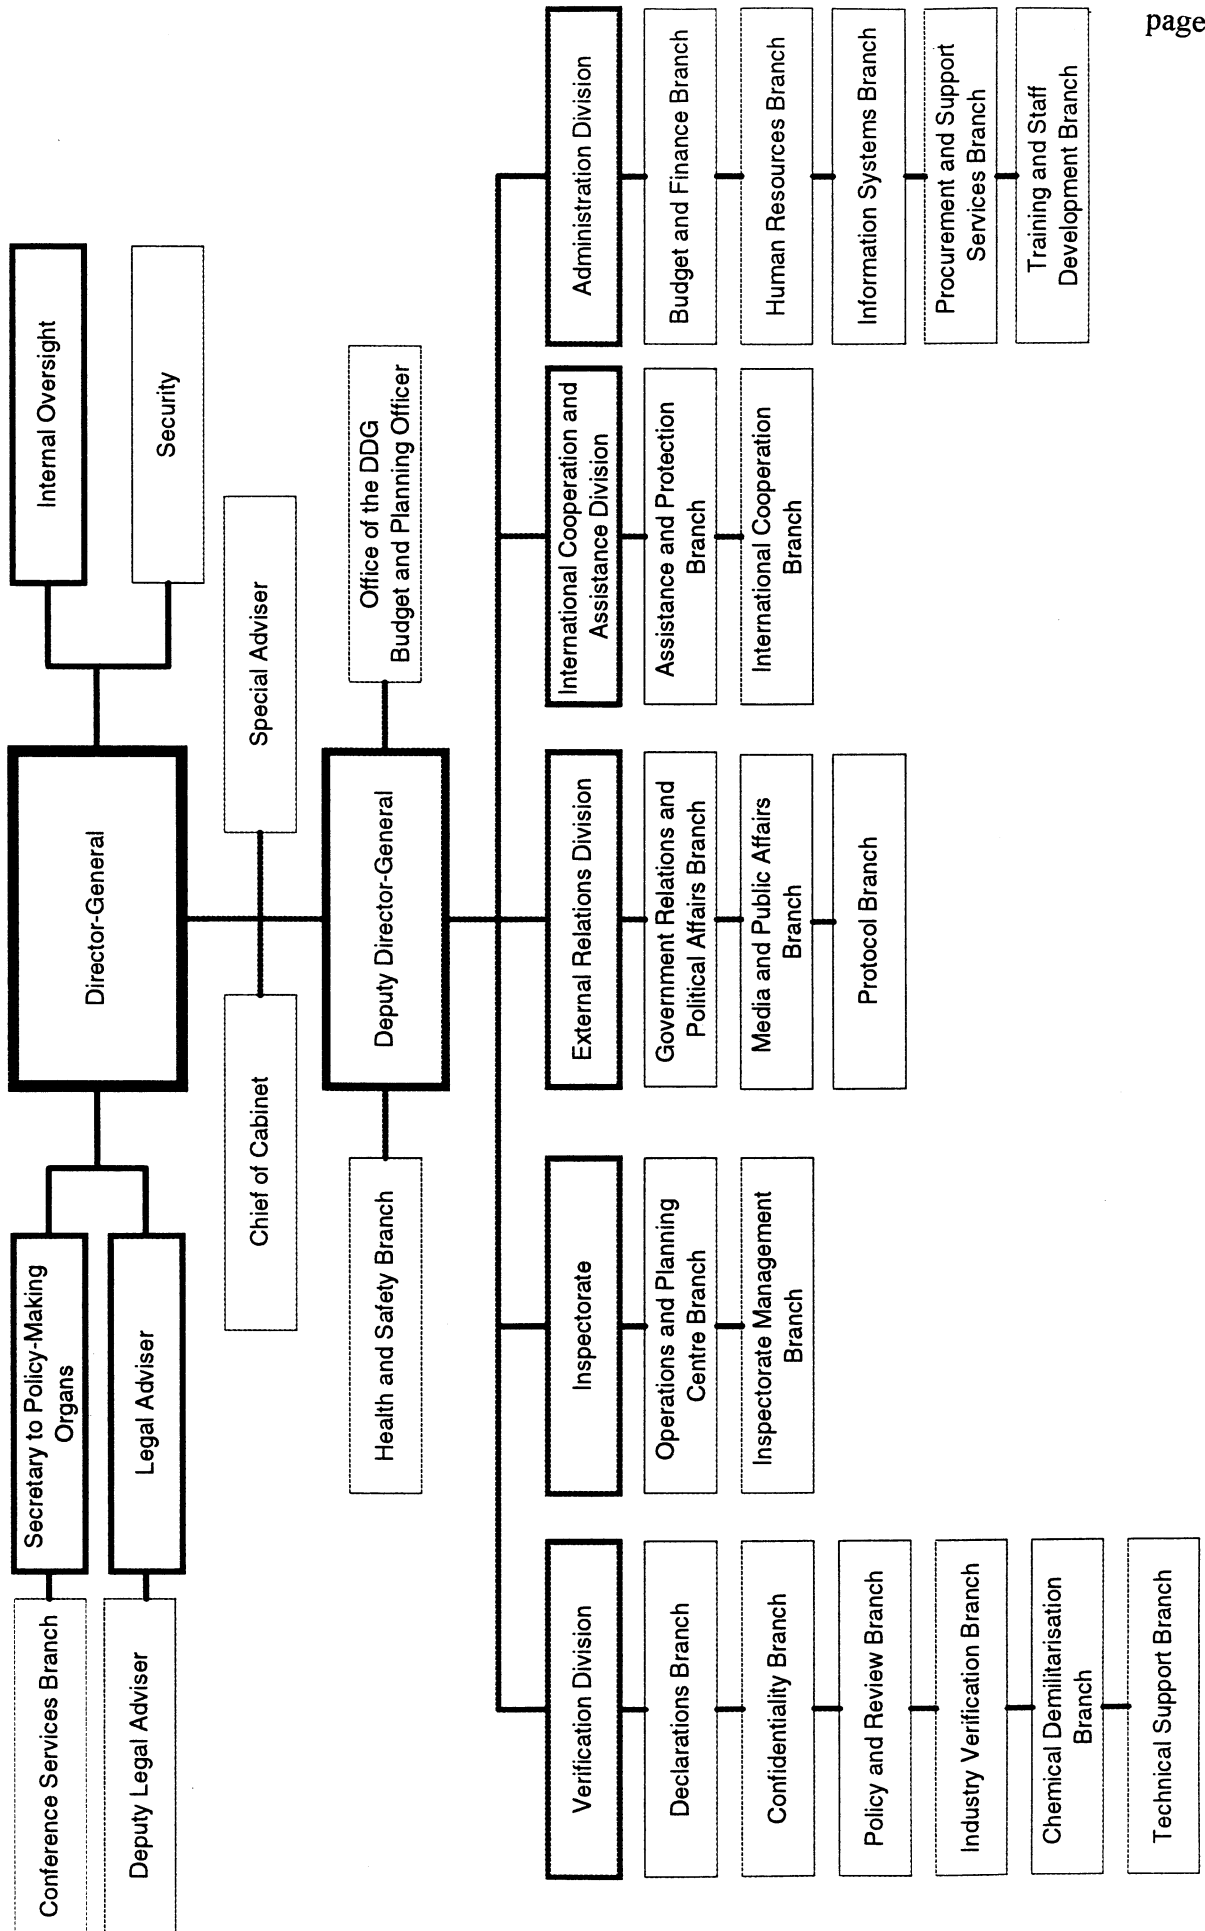 page
Conference Services Branch
Secretary to Policy-Making
Organs
Director-General
Internal Oversight
Deputy Legal Adviser
Legal Adviser
Security
Chief of Cabinet
Special Adviser
Health and Safety Branch
Deputy Director-General
Office of the DDG
Budget and Planning Officer
Verification Division
Declarations Branch
Confidentiality Branch
Policy and Review Branch
Industry Verification Branch
Chemical Demilitarisation
Branch
Technical Support Branch
Inspectorate
Operations and Planning
Centre Branch
Inspectorate Management
Branch
External Relations Division
Government Relations and
Political Affairs Branch
Media and Public Affairs
Branch
Protocol Branch
International Cooperation and
Assistance Division
Assistance and Protection
Branch
International Cooperation
Branch
Administration Division
Budget and Finance Branch
Human Resources Branch
Information Systems Branch
Procurement and Support
Services Branch
Training and Staff
Development Branch